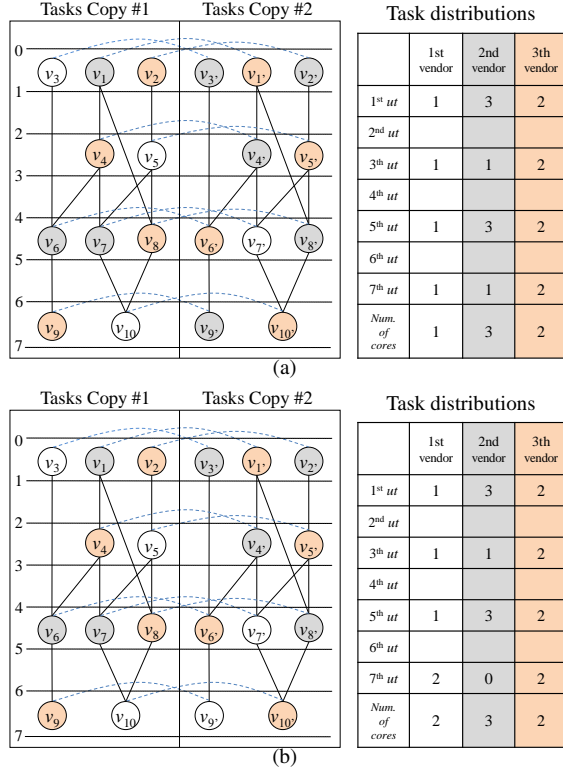 Tasks Copy #1 Tasks Copy #2
0
v3 v1 v2 v3' v1' v2'
1
2
v4 v5 v4' v5'
3
4
v6 v7 v8 v6' v7' v8'
5
6
v9 v10 v9' v10'
7
(a)
Task distributions
1st vendor 2nd vendor 3th vendor
1st ut 1 3 2
2nd ut
3th ut 1 1 2
4th ut
5th ut 1 3 2
6th ut
7th ut 1 1 2
Num. of cores 1 3 2
Tasks Copy #1 Tasks Copy #2
0
v3 v1 v2 v3' v1' v2'
1
2
v4 v5 v4' v5'
3
4
v6 v7 v8 v6' v7' v8'
5
6
v9 v10 v9' v10'
7
(b)
Task distributions
1st vendor 2nd vendor 3th vendor
1st ut 1 3 2
2nd ut
3th ut 1 1 2
4th ut
5th ut 1 3 2
6th ut
7th ut 2 0 2
Num. of cores 2 3 2